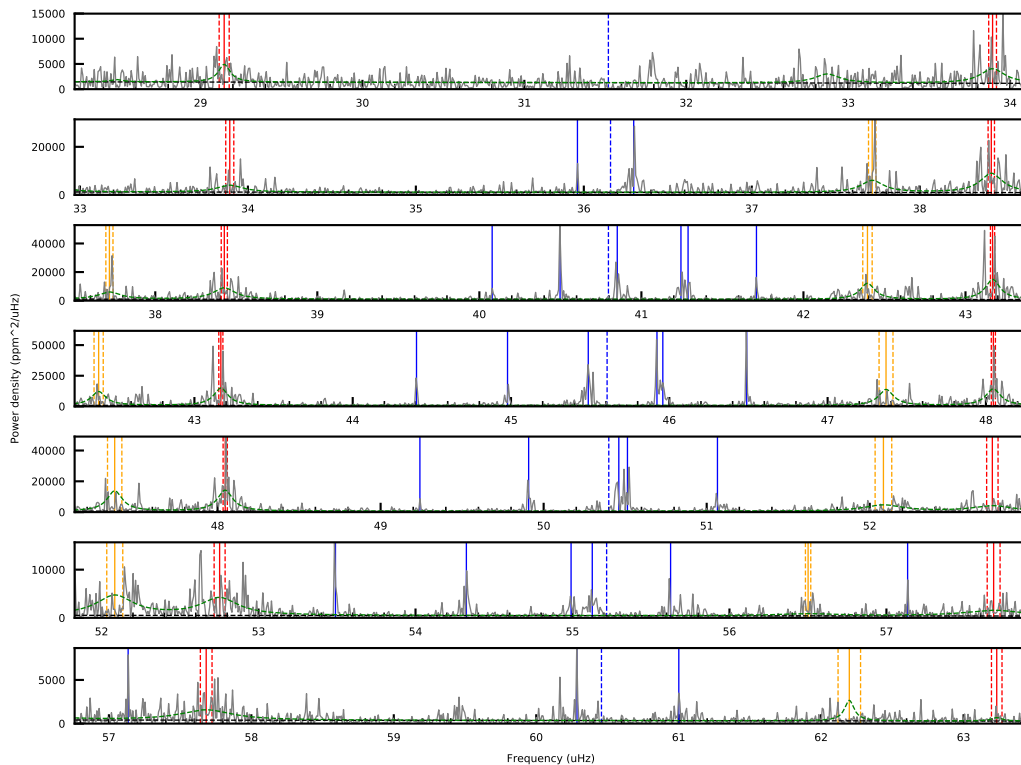 15000
10000
5000
0
29 30 31 32 33 34
20000
0
33 34 35 36 37 38
40000
20000
0
38 39 40 41 42 43
50000
25000
0
43 44 45 46 47 48
40000
20000
0
48 49 50 51 52
10000
0
52 53 54 55 56 57
5000
0
57 58 59 60 61 62 63
Power density (ppm^2/uHz)
Frequency (uHz)